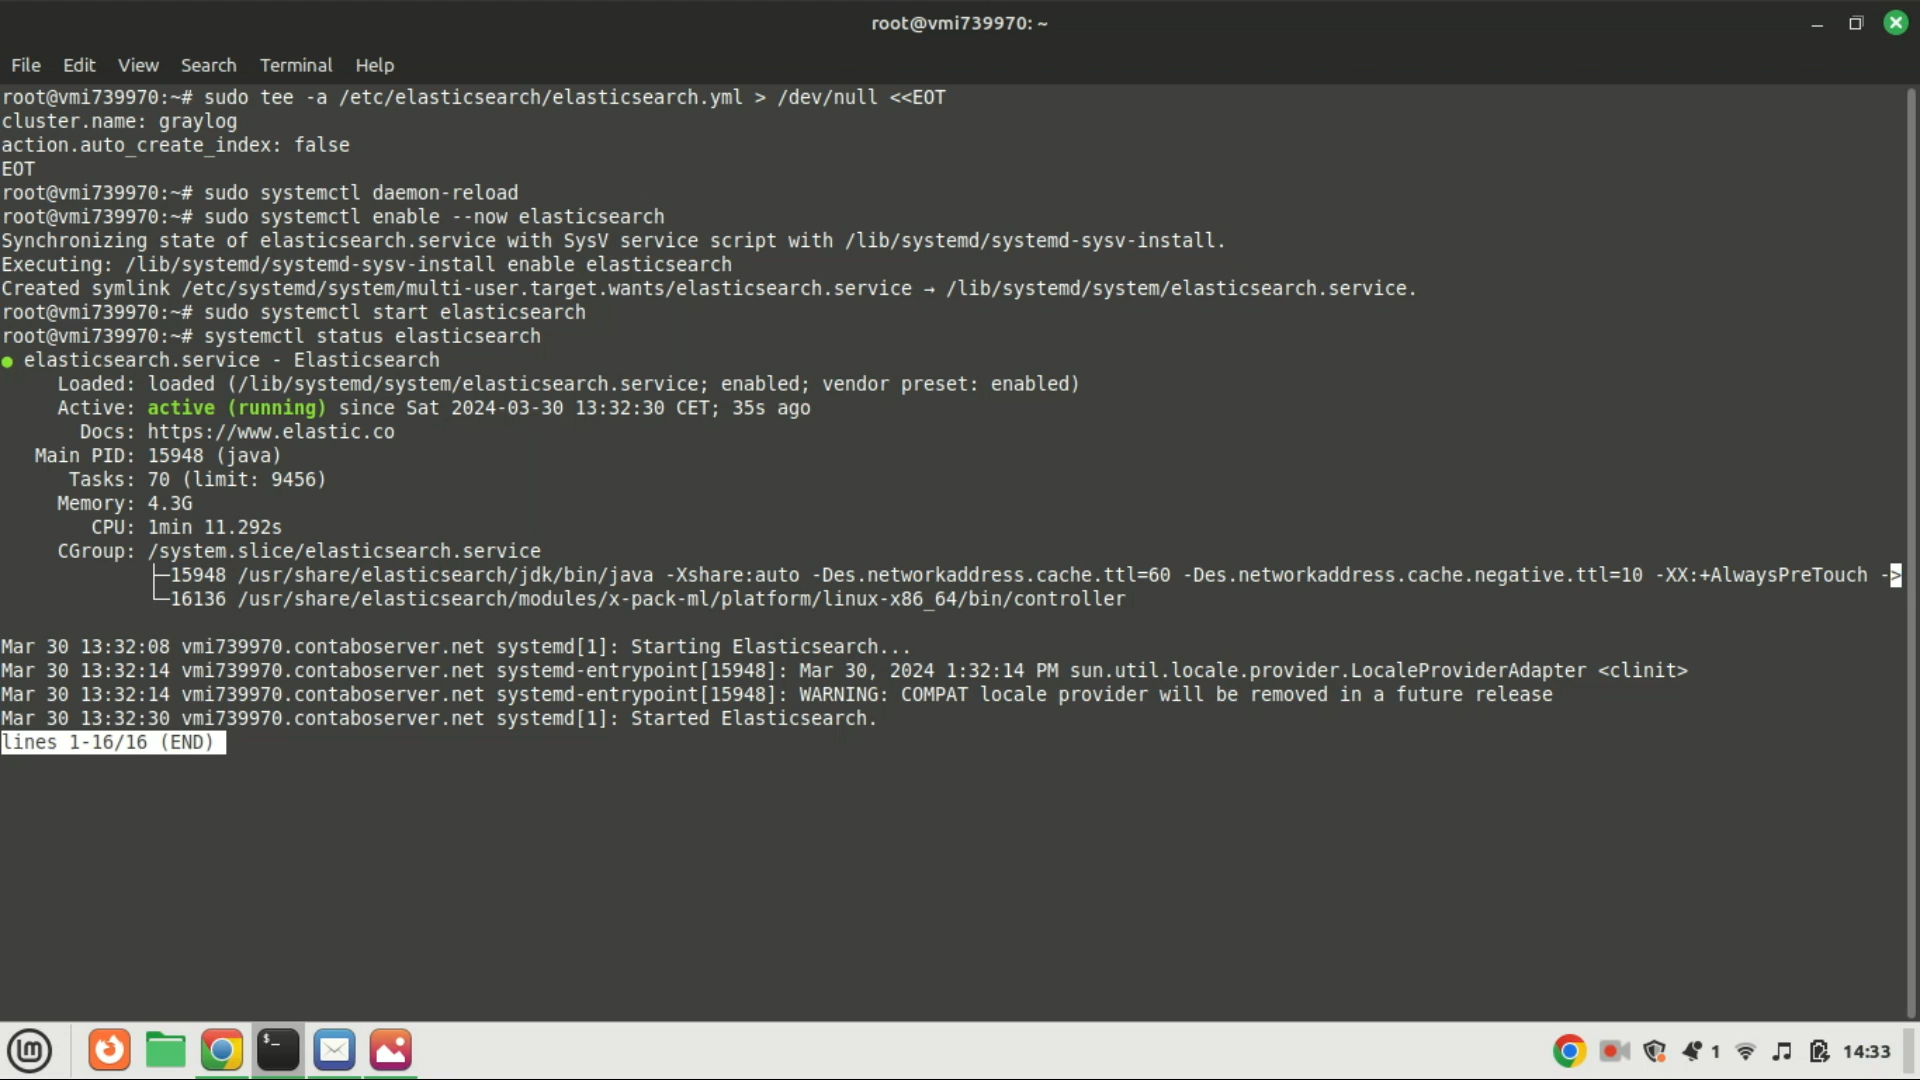 root@vmi739970: ~
File Edit View Search Terminal Help
root@vmi739970:~# sudo tee -a /etc/elasticsearch/elasticsearch.yml > /dev/null <<EOT
cluster.name: graylog
action.auto_create_index: false
EOT
root@vmi739970:~# sudo systemctl daemon-reload
root@vmi739970:~# sudo systemctl enable --now elasticsearch
Synchronizing state of elasticsearch.service with SysV service script with /lib/systemd/systemd-sysv-install.
Executing: /lib/systemd/systemd-sysv-install enable elasticsearch
Created symlink /etc/systemd/system/multi-user.target.wants/elasticsearch.service → /lib/systemd/system/elasticsearch.service.
root@vmi739970:~# sudo systemctl start elasticsearch
root@vmi739970:~# systemctl status elasticsearch
● elasticsearch.service - Elasticsearch
Loaded: loaded (/lib/systemd/system/elasticsearch.service; enabled; vendor preset: enabled)
Active: active (running) since Sat 2024-03-30 13:32:30 CET; 35s ago
Docs: https://www.elastic.co
Main PID: 15948 (java)
Tasks: 70 (limit: 9456)
Memory: 4.3G
CPU: 1min 11.292s
CGroup: /system.slice/elasticsearch.service
├─15948 /usr/share/elasticsearch/jdk/bin/java -Xshare:auto -Des.networkaddress.cache.ttl=60 -Des.networkaddress.cache.negative.ttl=10 -XX:+AlwaysPreTouch ->
└─16136 /usr/share/elasticsearch/modules/x-pack-ml/platform/linux-x86_64/bin/controller
Mar 30 13:32:08 vmi739970.contaboserver.net systemd[1]: Starting Elasticsearch...
Mar 30 13:32:14 vmi739970.contaboserver.net systemd-entrypoint[15948]: Mar 30, 2024 1:32:14 PM sun.util.locale.provider.LocaleProviderAdapter <clinit>
Mar 30 13:32:14 vmi739970.contaboserver.net systemd-entrypoint[15948]: WARNING: COMPAT locale provider will be removed in a future release
Mar 30 13:32:30 vmi739970.contaboserver.net systemd[1]: Started Elasticsearch.
lines 1-16/16 (END)
1 14:33